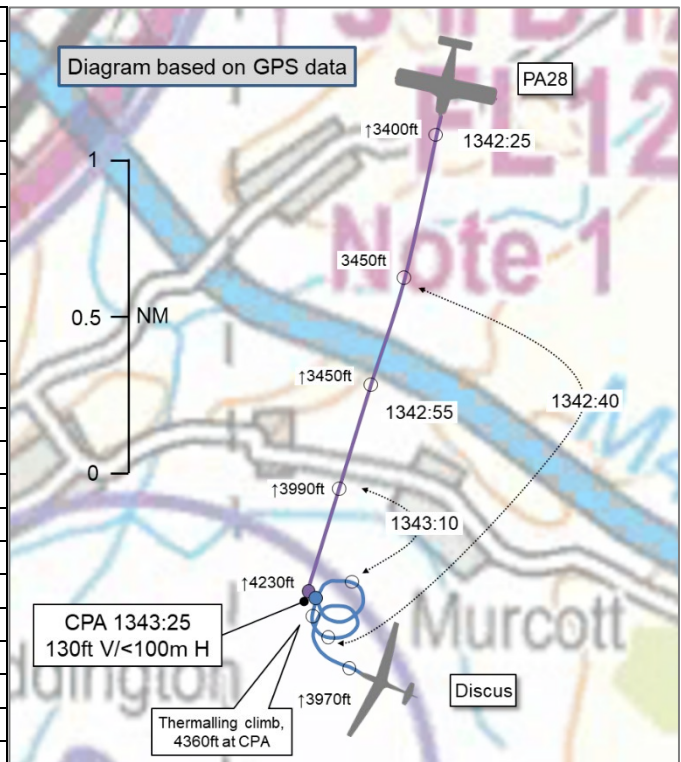 Diagram based on GPS data
PA28
↑3400ft
1342:25
FL12
1
3450ft
Note 1
0.5
NM
↑3450ft
1342:40
1342:55
0
↑3990ft
1343:10
↑4230ft
CPA 1343:25
130ft V/<100m H
Murcott
ddington
↑3970ft
Discus
Thermalling climb,
4360ft at CPA